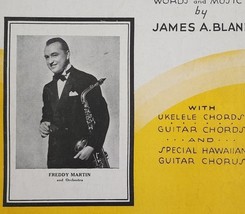 WORDS and MUSIC
by
JAMES A. BLAN
FREDDY MARTIN
and Orchestra
WITH
UKELELE CHORDS
GUITAR CHORDS
AND
SPECIAL HAWAIIAN
GUITAR CHORUS